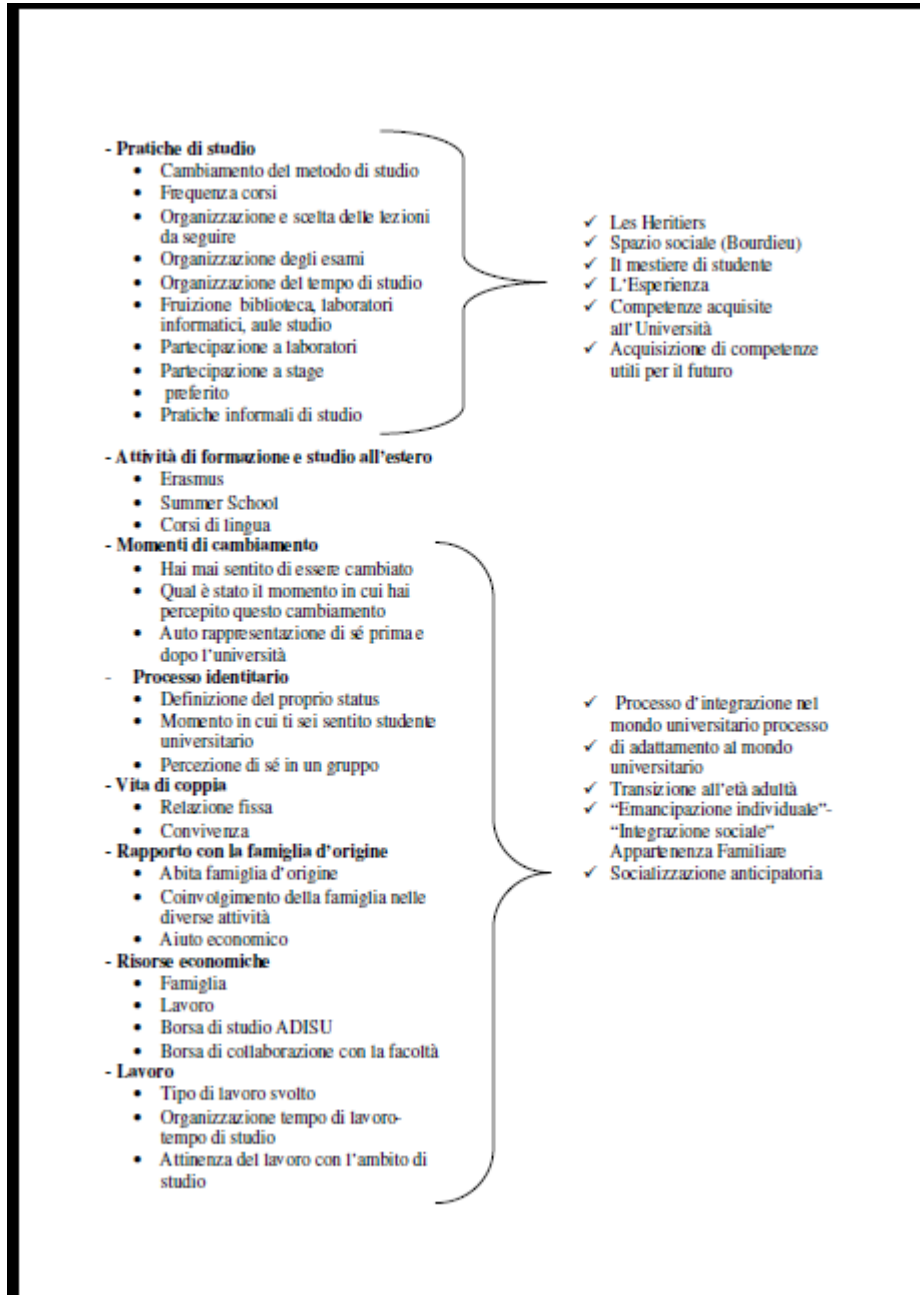 - Pratiche di studio
• Cambiamento del metodo di studio
• Frequenza corsi
• Organizzazione e scelta delle lezioni
da seguire
• Organizzazione degli esami
• Organizzazione del tempo di studio
• Fruizione biblioteca, laboratori
informatici, aule studio
• Partecipazione a laboratori
• Partecipazione a stage
• preferito
• Pratiche informali di studio
✓ Les Heritiers
✓ Spazio sociale (Bourdieu)
✓ Il mestiere di studente
✓ L'Esperienza
✓ Competenze acquisite
all'Università
✓ Acquisizione di competenze
utili per il futuro
- Attività di formazione e studio all'estero
• Erasmus
• Summer School
• Corsi di lingua
- Momenti di cambiamento
• Hai mai sentito di essere cambiato
• Qual è stato il momento in cui hai
percepito questo cambiamento
• Auto rappresentazione di sé prima e
dopo l'università
- Processo identitario
• Definizione del proprio status
• Momento in cui ti sei sentito studente
universitario
• Percezione di sé in un gruppo
- Vita di coppia
• Relazione fissa
• Convivenza
- Rapporto con la famiglia d'origine
• Abita famiglia d'origine
• Coinvolgimento della famiglia nelle
diverse attività
• Aiuto economico
- Risorse economiche
• Famiglia
• Lavoro
• Borsa di studio ADISU
• Borsa di collaborazione con la facoltà
- Lavoro
• Tipo di lavoro svolto
• Organizzazione tempo di lavoro-
tempo di studio
• Attinenza del lavoro con l'ambito di
studio
✓ Processo d'integrazione nel
mondo universitario processo
✓ di adattamento al mondo
universitario
✓ Transizione all'età adultà
✓ "Emancipazione individuale"-
"Integrazione sociale"
Appartenenza Familiare
✓ Socializzazione anticipatoria